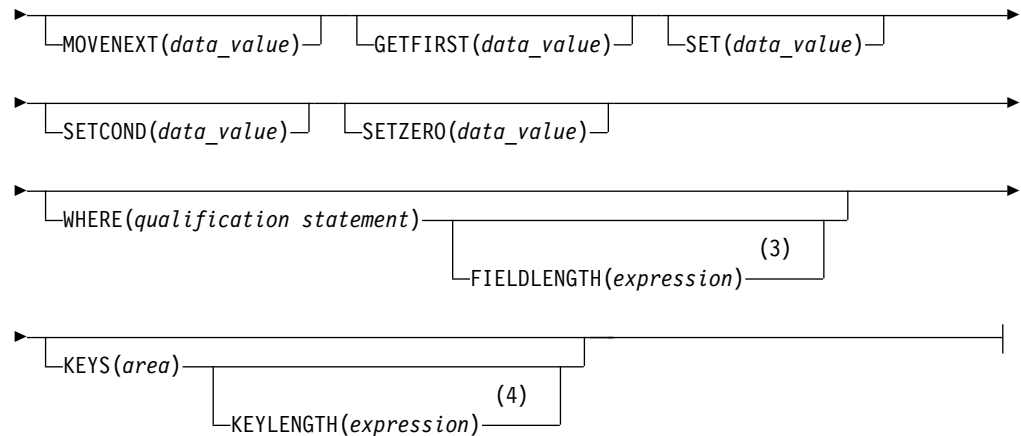 MOVENEXT(data_value) GETFIRST(data_value) SET(data_value)
SETCOND(data_value) SETZERO(data_value)
WHERE(qualification statement)
(3)
FIELDLENGTH(expression)
KEYS(area)
(4)
KEYLENGTH(expression)